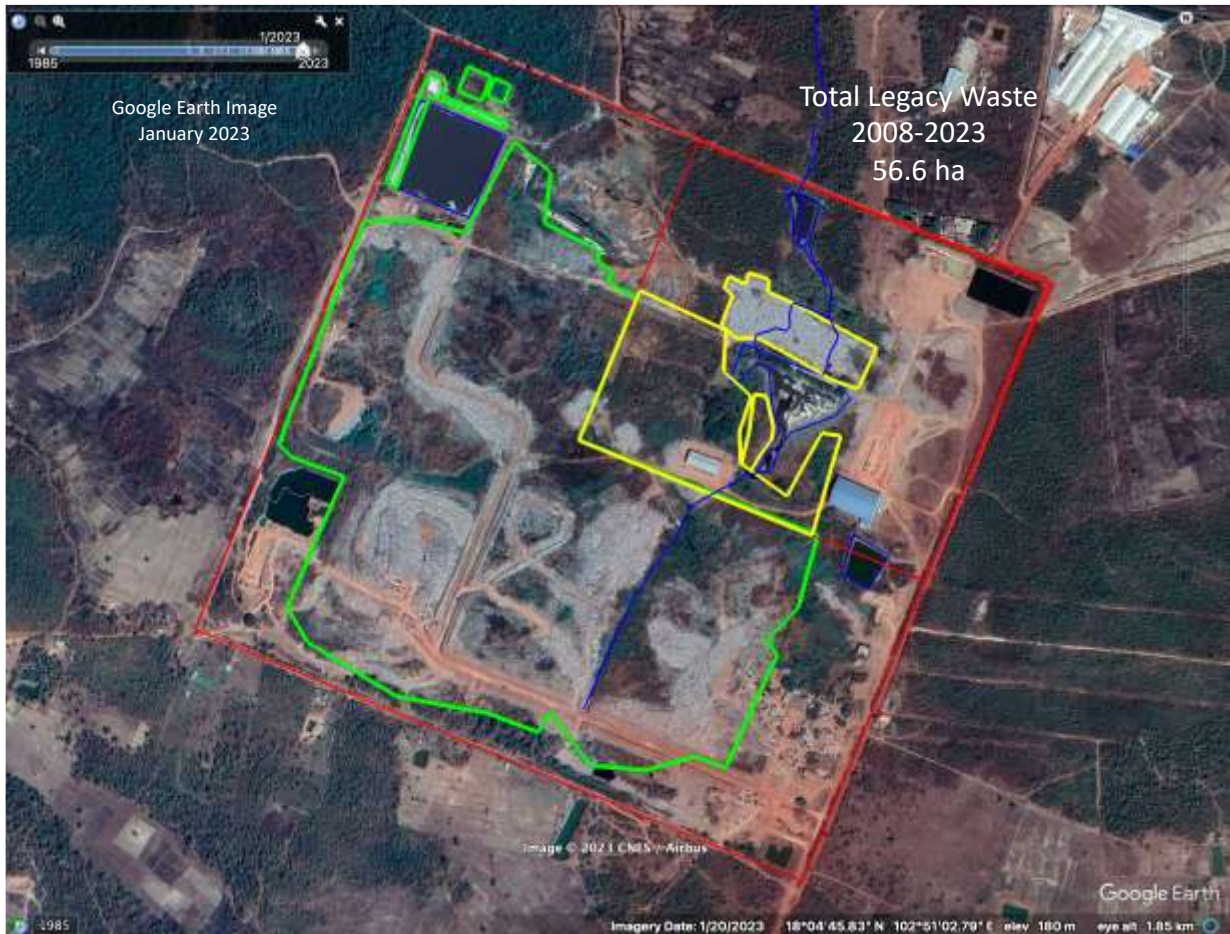 1/2023
1985
2023
Google Earth Image
January 2023
Total Legacy Waste
2008-2023
56.6 ha
Image © 2023 CNES / Airbus
Google Earth
1985
Imagery Date: 1/20/2023 18°04'45.83" N 102°51'02.79" E elev 180 m eye alt 1.85 km